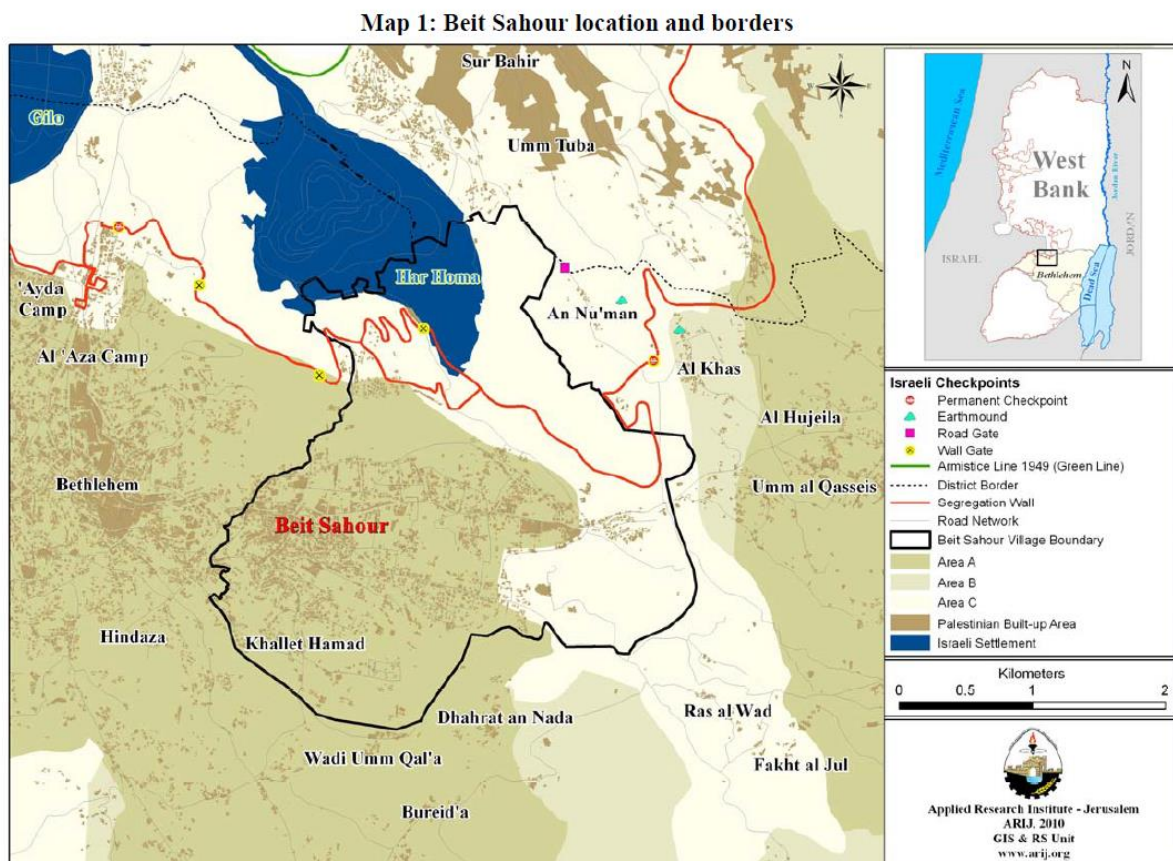 Map 1: Beit Sahour location and borders
Sur Bahir
Gilo
Umm Tuba
N
Mediterranean Sea
West
Bank
Jordan River
JORDAN
ISRAEL
Bethlehem
Dead Sea
Har Homa
'Ayda
Camp
An Nu'man
Al 'Aza Camp
Al Khas
Al Hujeila
Bethlehem
Umm al Qasseis
Beit Sahour
Hindaza
Khallet Hamad
Dhahrat an Nada
Ras al Wad
Wadi Umm Qal'a
Fakht al Jul
Bureid'a
Israeli Checkpoints
Permanent Checkpoint
Earthmound
Road Gate
Wall Gate
Armistice Line 1949 (Green Line)
District Border
Segregation Wall
Road Network
Beit Sahour Village Boundary
Area A
Area B
Area C
Palestinian Built-up Area
Israeli Settlement
Kilometers
0 0.5 1 2
Applied Research Institute - Jerusalem
ARIJ, 2010
GIS & RS Unit
www.arij.org